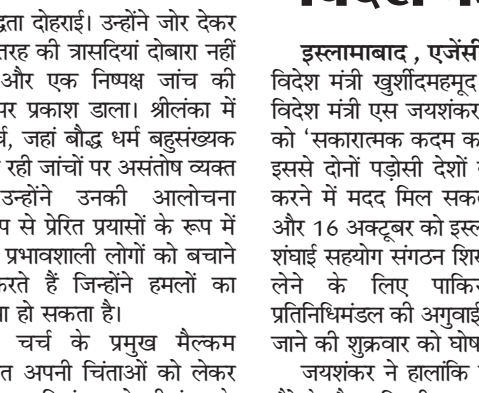 द्धता दोहराई। उन्होंने जोर देकर
तरह की त्रासदियां दोबारा नहीं
और एक निष्पक्ष जांच की
पर प्रकाश डाला। श्रीलंका में
र्च, जहां बौद्ध धर्म बहुसंख्यक
रही जांचों पर असंतोष व्यक्त
उन्होंने उनकी आलोचना
प से प्रेरित प्रयासों के रूप में
प्रभावशाली लोगों को बचाने
करते हैं जिन्होंने हमलों का
ा हो सकता है।
चर्च के प्रमुख मैल्कम
त अपनी चिंताओं को लेकर
इस्लामाबाद , एजेंसी
विदेश मंत्री खुर्शीदमहमूद
विदेश मंत्री एस जयशंकर
को ‘सकारात्मक कदम क
इससे दोनों पड़ोसी देशों
करने में मदद मिल सक
और 16 अक्टूबर को इस्ल
शंघाई सहयोग संगठन शिख
लेने के लिए पाकि
प्रतिनिधिमंडल की अगुवाई
जाने की शुक्रवार को घोष
जयशंकर ने हालांकि